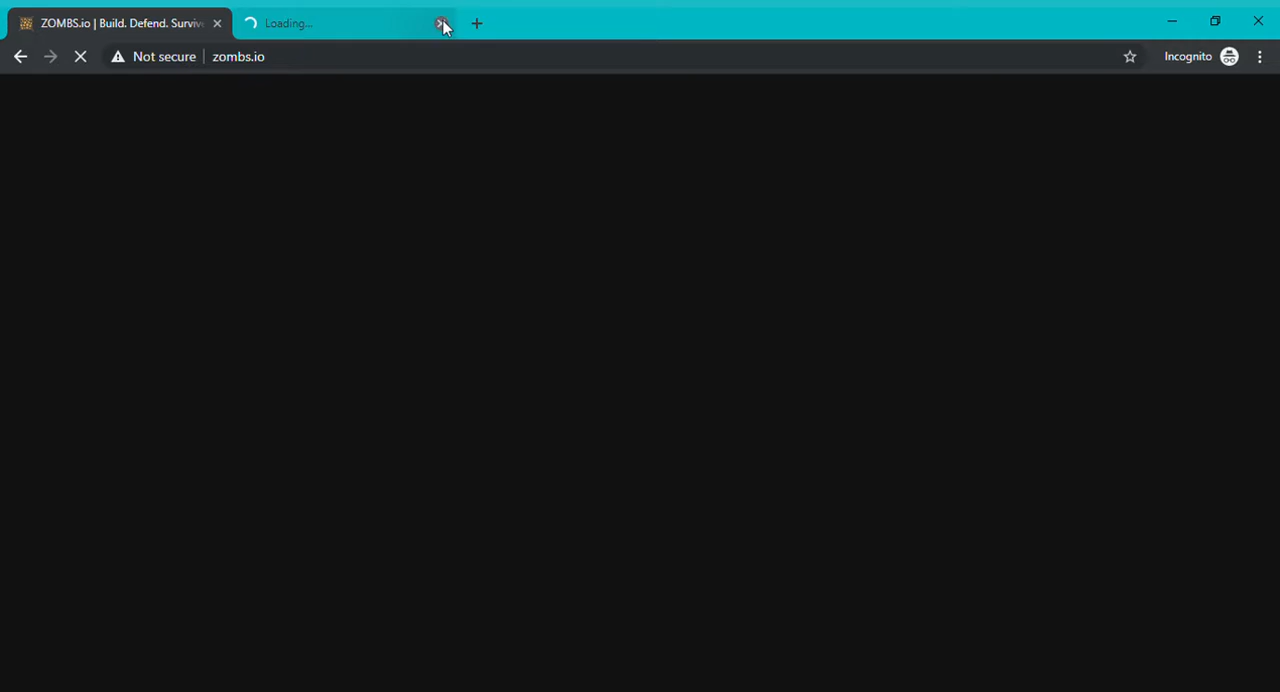 ZOMBS.io | Build. Defend. Surviv
Loading...
Not secure
zombs.io
Incognito